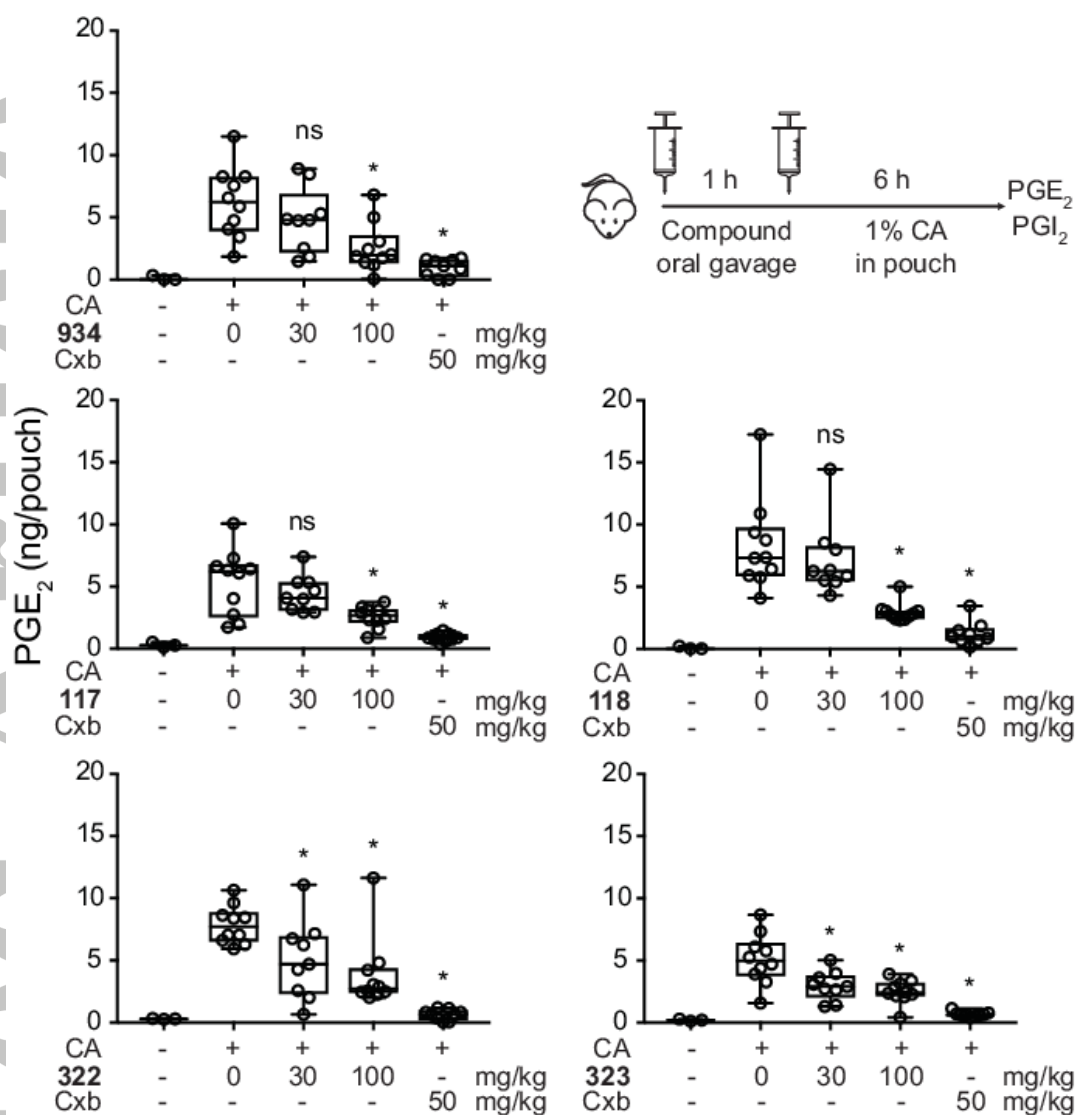 PGE2 (ng/pouch)
20
15
10
5
0
ns
*
*
CA - + + + +
934 - 0 30 100 - mg/kg
Cxb - - - - 50 mg/kg
1 h
6 h
Compound
oral gavage
1% CA
in pouch
PGE2
PGI2
20
15
10
5
0
ns
*
*
CA - + + + +
117 - 0 30 100 - mg/kg
Cxb - - - - 50 mg/kg
20
15
10
5
0
ns
*
*
CA - + + + +
118 - 0 30 100 - mg/kg
Cxb - - - - 50 mg/kg
20
15
10
5
0
*
*
*
CA - + + + +
322 - 0 30 100 - mg/kg
Cxb - - - - 50 mg/kg
20
15
10
5
0
*
*
*
CA - + + + +
323 - 0 30 100 - mg/kg
Cxb - - - - 50 mg/kg